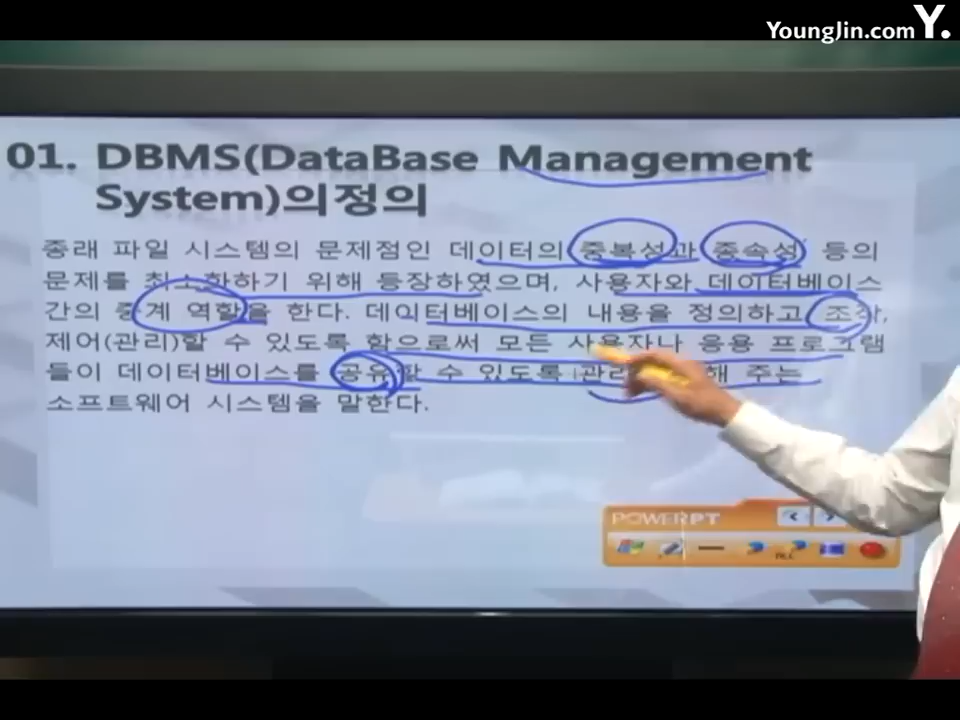 YoungJin.com Y.
01. DBMS(DataBase Management
System)의정의
종래 파일 시스템의 문제점인 데이터의 중복성과 종속성 등의
문제를 최소화하기 위해 등장하였으며, 사용자와 데이터베이스
간의 중계 역할을 한다. 데이터베이스의 내용을 정의하고 조작,
제어(관리)할 수 있도록 함으로써 모든 사용자나 응용 프로그램
들이 데이터베이스를 공유할 수 있도록 관리 해 주는
소프트웨어 시스템을 말한다.
POWERPT